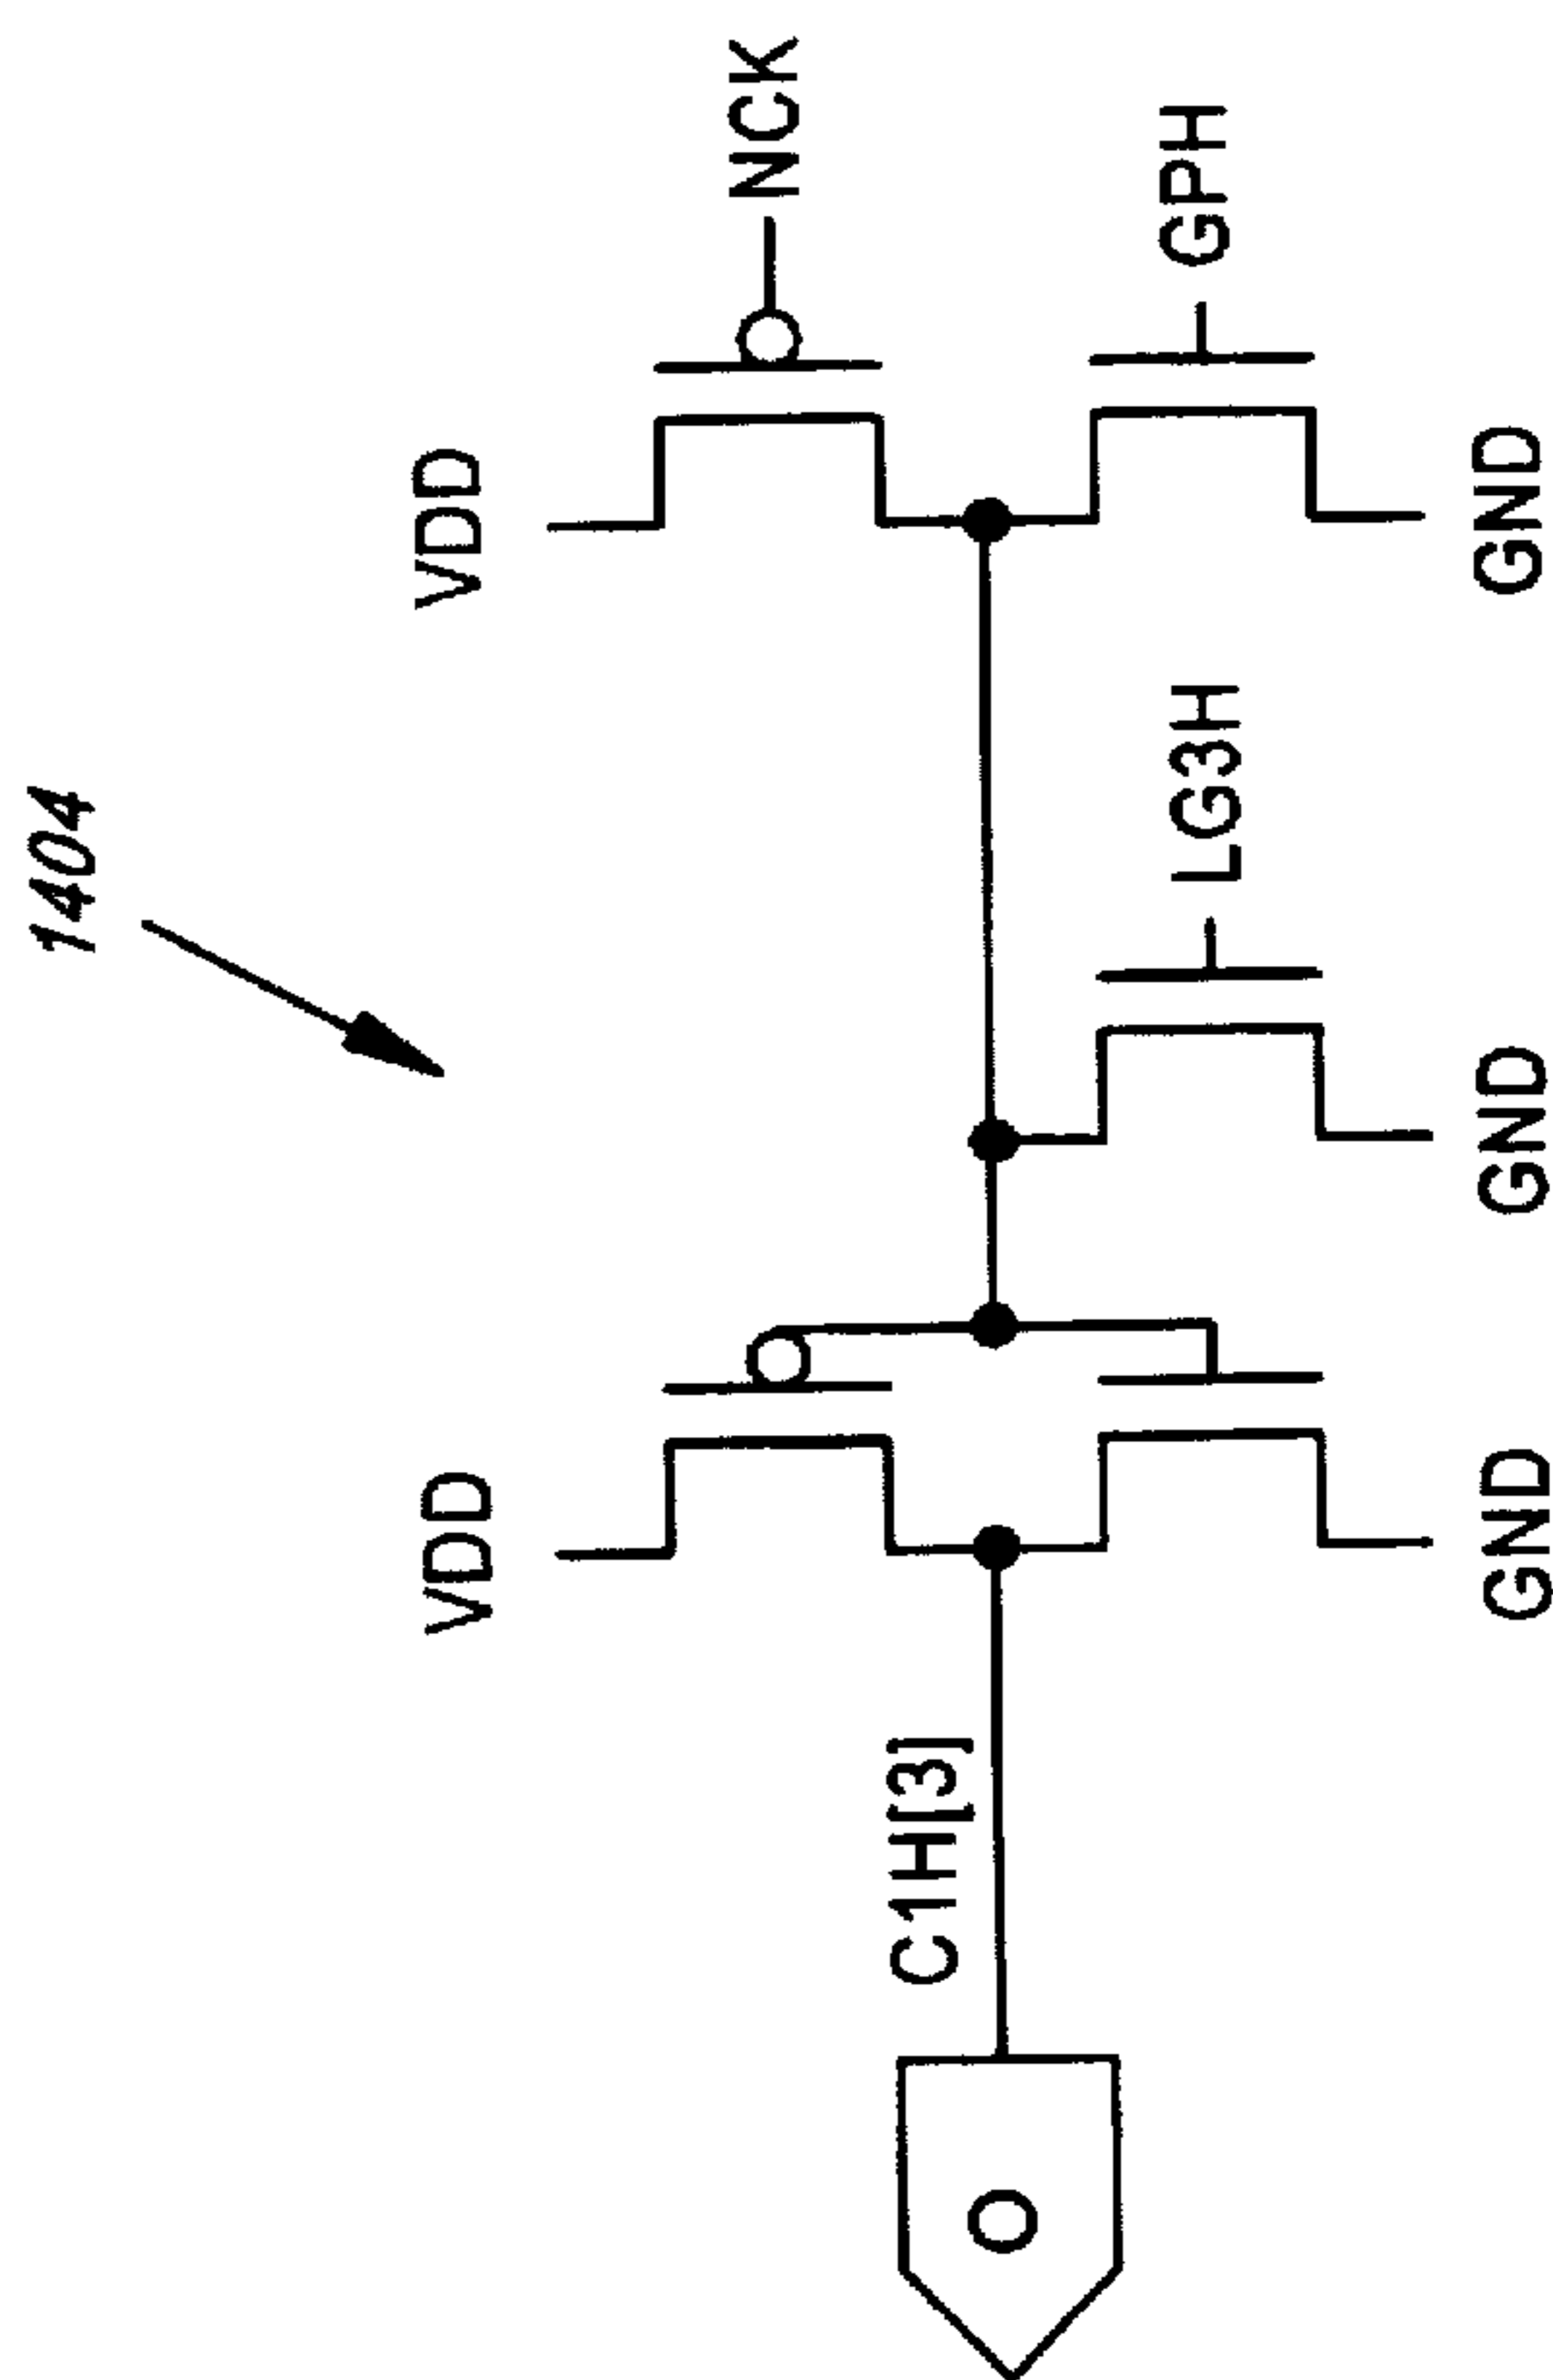 1404
VDD
VDD
NCK
C1H[3]
LG3H
GPH
O
GND
GND
GND